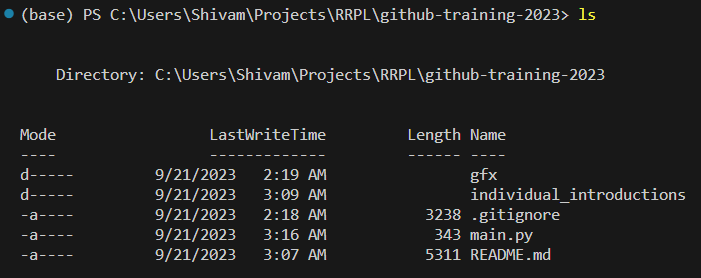 (base) PS C:\Users\Shivam\Projects\RRPL\github-training-2023> ls
Directory: C:\Users\Shivam\Projects\RRPL\github-training-2023
Mode                 LastWriteTime         Length Name
----                 -------------         ------ ----
d-----         9/21/2023   2:19 AM                gfx
d-----         9/21/2023   3:09 AM                individual_introductions
-a----         9/21/2023   2:18 AM           3238 .gitignore
-a----         9/21/2023   3:16 AM            343 main.py
-a----         9/21/2023   3:07 AM           5311 README.md